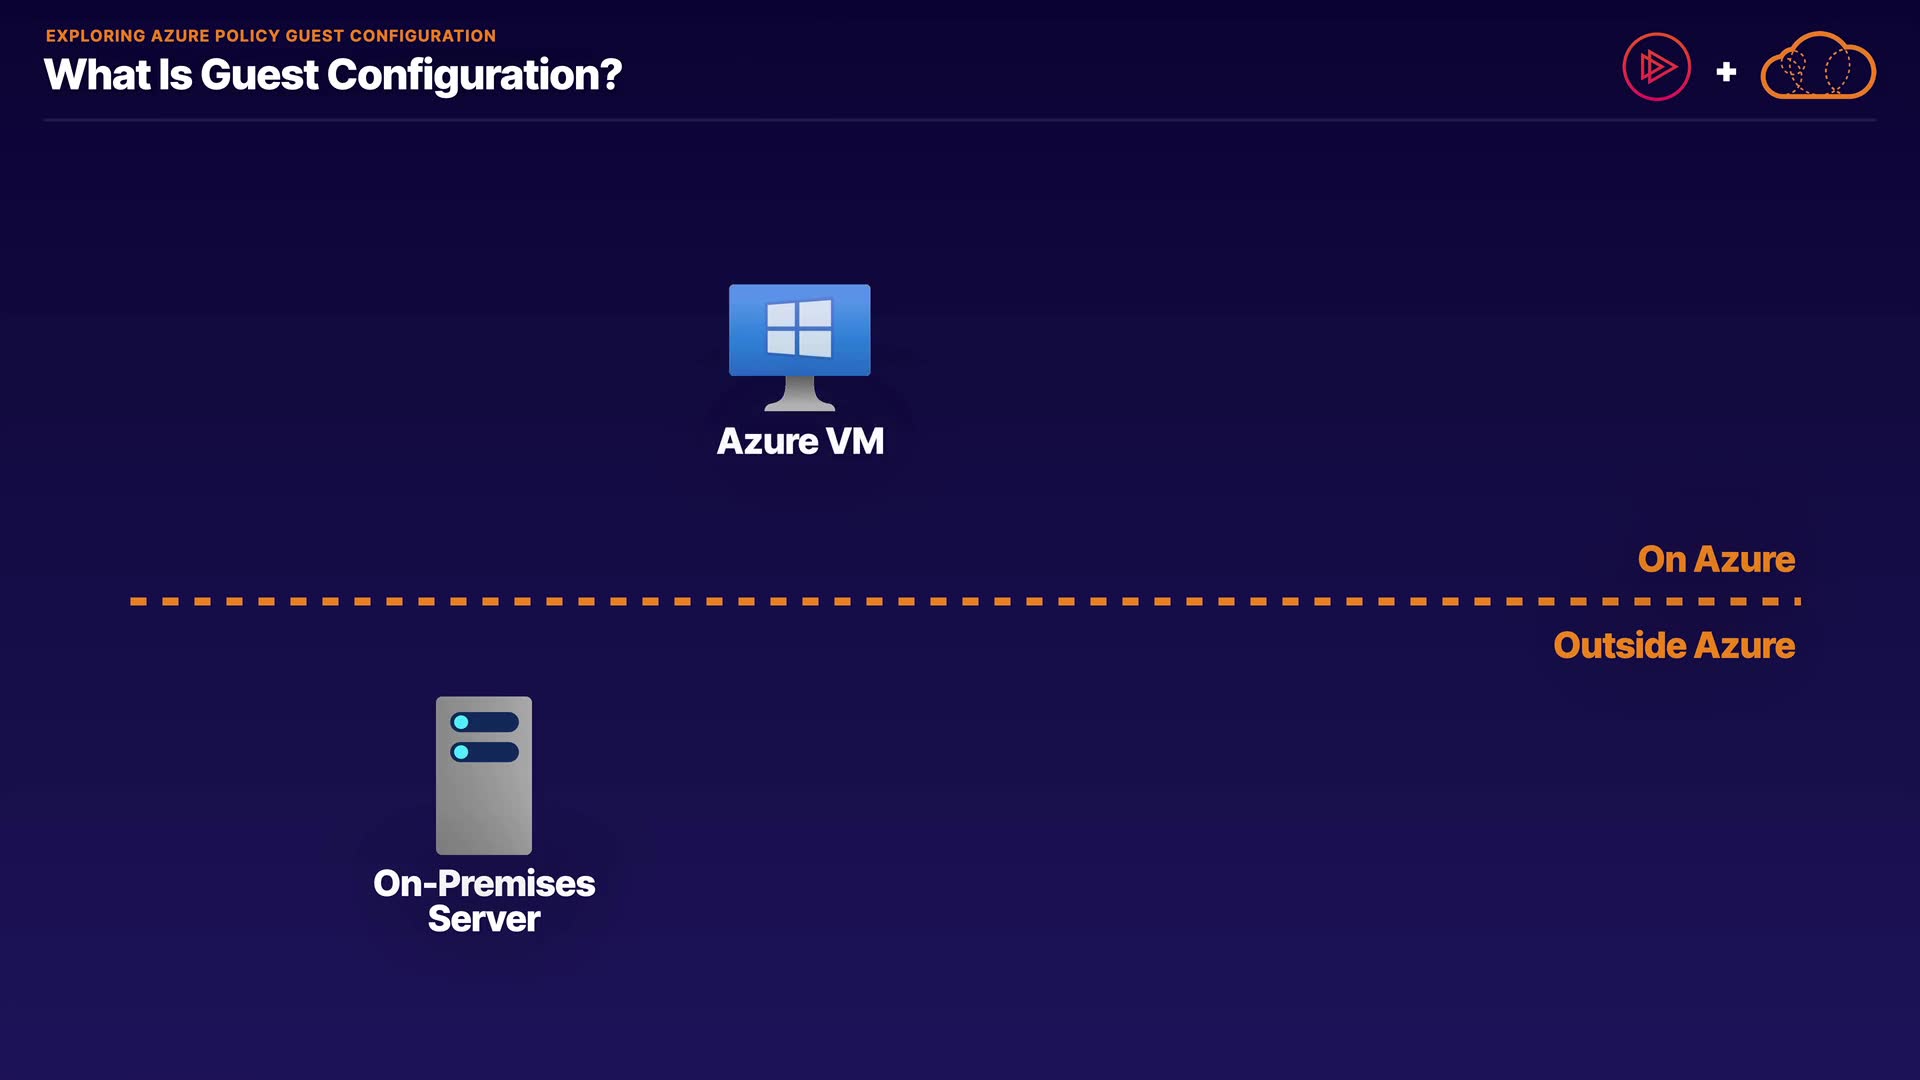 EXPLORING AZURE POLICY GUEST CONFIGURATION
What Is Guest Configuration?
+
Azure VM
On Azure
Outside Azure
On-Premises
Server